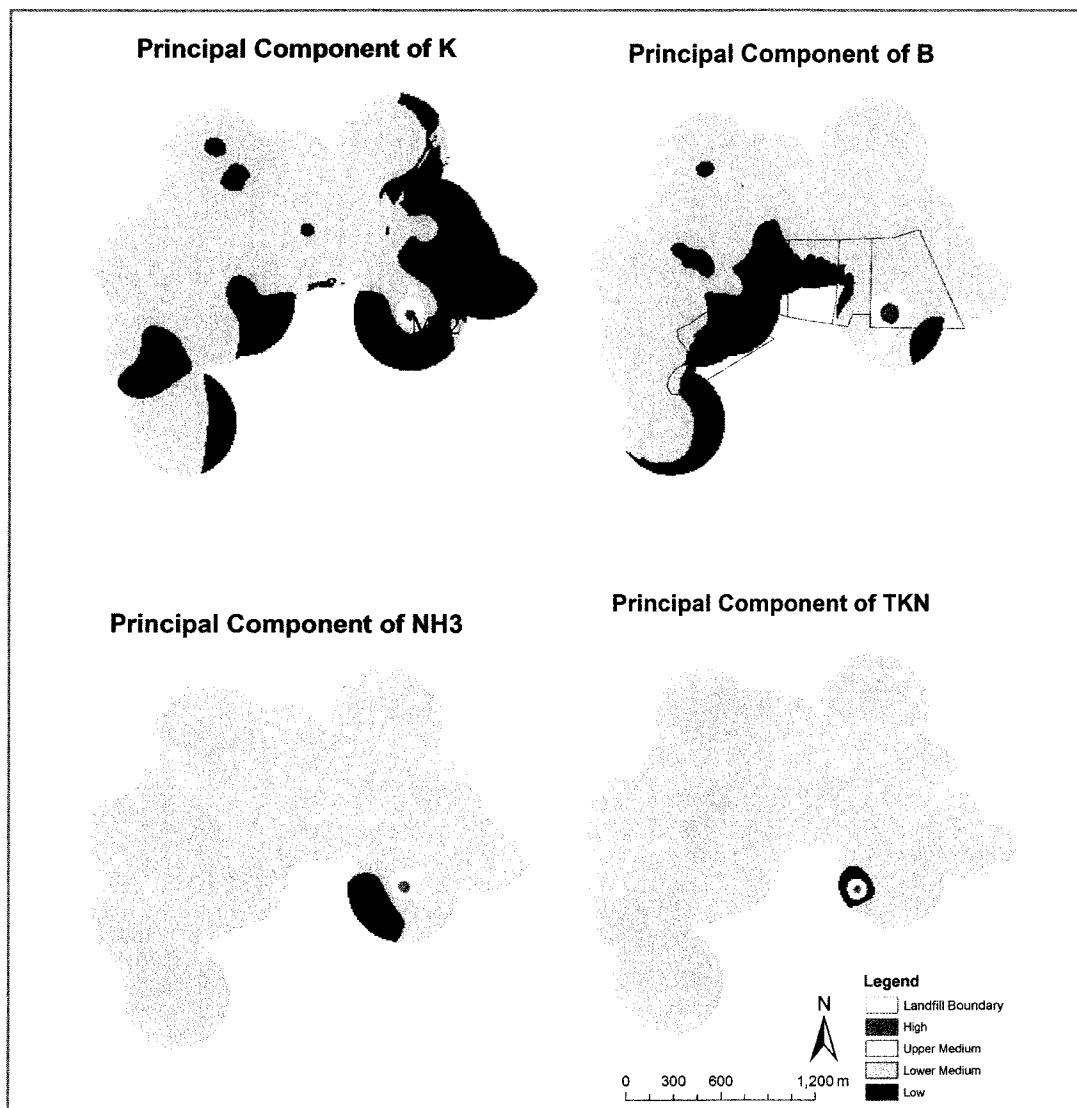 Principal Component of K
Principal Component of B
Principal Component of NH3
Principal Component of TKN
Legend
Landfill Boundary
High
Upper Medium
Lower Medium
Low
N
0 300 600 1,200 m